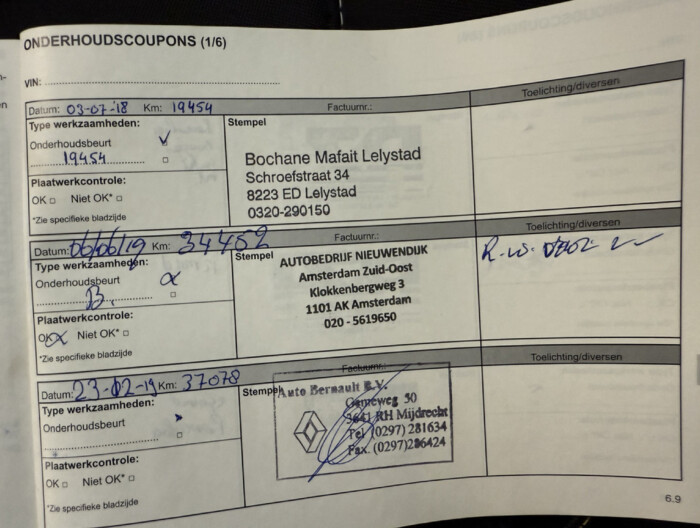 ONDERHOUDSCOUPONS (1/6)
VIN:
Datum: 03-07-'18 Km: 19454 Factuurnr.: Toelichting/diversen
Type werkzaamheden:
Stempel
Onderhoudsbeurt
19454
Bochane Mafait Lelystad
Schroefstraat 34
8223 ED Lelystad
0320-290150
Plaatwerkcontrole:
OK Niet OK*
*Zie specifieke bladzijde
Datum: 06/06/19 Km: 34452 Factuurnr.: Toelichting/diversen
Type werkzaamheden:
Stempel
Onderhoudsbeurt
B.
AUTOBEDRIJF NIEUWENDIJK
Amsterdam Zuid-Oost
Klokkenbergweg 3
1101 AK Amsterdam
020 - 5619650
R.W.
Plaatwerkcontrole:
OK Niet OK*
*Zie specifieke bladzijde
Datum: 23-02-19 Km: 37078 Factuurnr.: Toelichting/diversen
Type werkzaamheden:
Stempel
Onderhoudsbeurt
Auto Bernault B.V.
30
3641 RH Mijdrecht
Tel. (0297) 281634
Fax. (0297) 286424
Plaatwerkcontrole:
OK Niet OK*
*Zie specifieke bladzijde
6.9